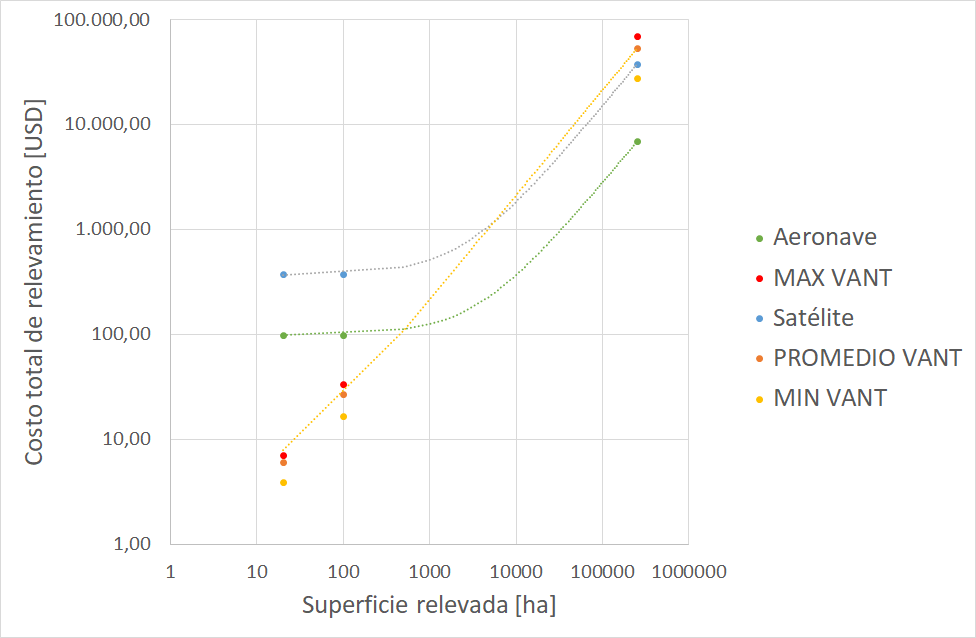 100.000,00
10.000,00
1.000,00
100,00
10,00
1,00
Costo total de relevamiento [USD]
1 10 100 1000 10000 100000 1000000
Superficie relevada [ha]
Aeronave
MAX VANT
Satélite
PROMEDIO VANT
MIN VANT